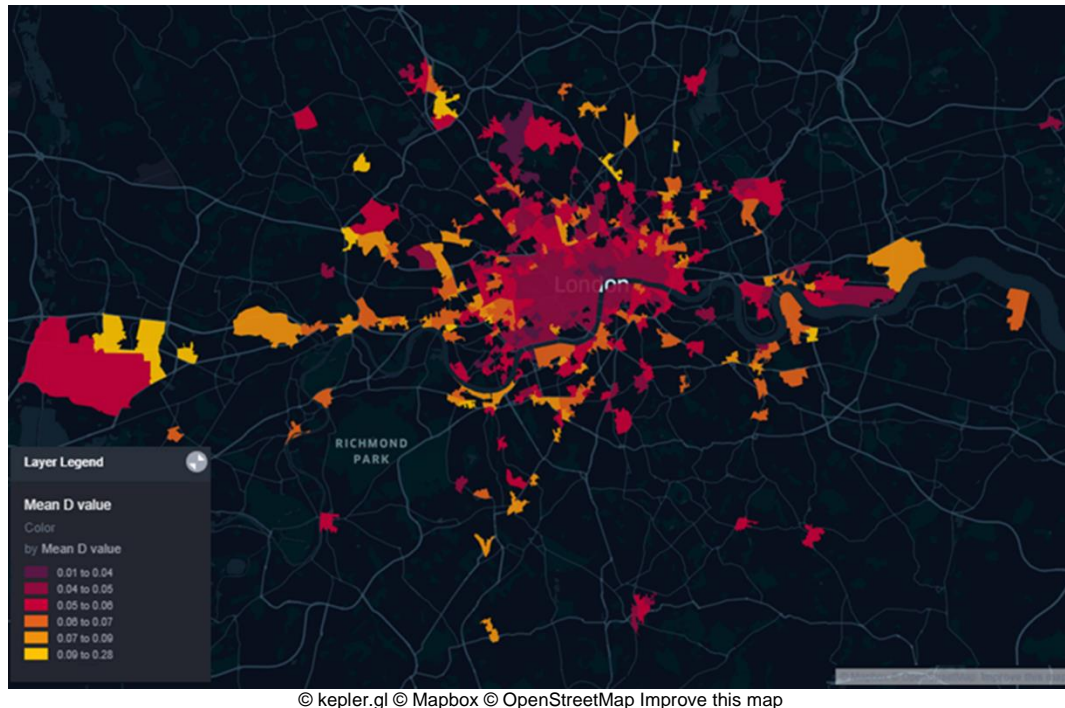 London
RICHMOND
PARK
Layer Legend
Mean D value
Color
by Mean D value
0.01 to 0.04
0.04 to 0.05
0.05 to 0.06
0.06 to 0.07
0.07 to 0.09
0.09 to 0.28
© kepler.gl © Mapbox © OpenStreetMap Improve this map